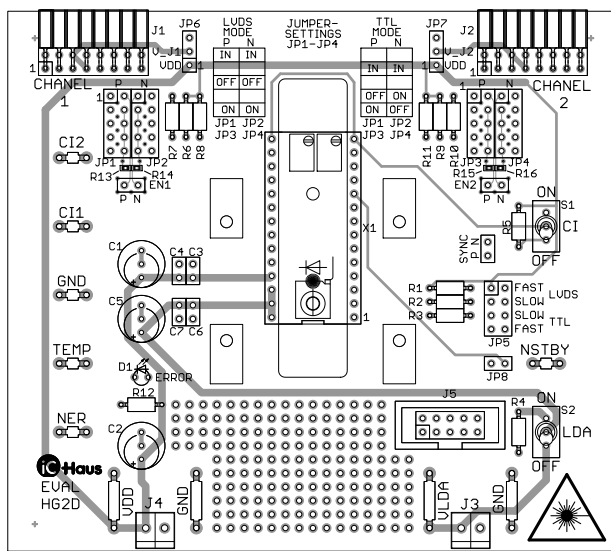 J1 JP6 LVDS MODE JUMPER-SETTINGS JP1-JP4 TTL MODE JP7 J2
V_J1 VDD P N P N V_J2 VDD
1 1 IN IN IN IN 1 1
CHANEL 1 OFF OFF OFF OFF CHANEL 2
ON ON ON ON
P N JP1 JP2 JP1 JP2 P N
1 JP3 JP4 JP3 JP4 1
R7 R6 R8 R11 R9 R10
CI2 JP1 JP2 JP3 JP4
R13 R14 R15 R16
EN1 EN2
P N P N
ON
S1
CI1 X1 R5 CI
SYNC P N OFF
C1 C4 C3
GND R1 FAST LVDS
C5 R2 SLOW
R3 SLOW TTL
C7 C6 1 FAST
JP5
TEMP D1 ERROR JP8 NSTBY
R12 J5 ON
R4 S2
NER C2 LDA
OFF
iC Haus
EVAL HG2D
VDD J4 GND VLDA J3 GND